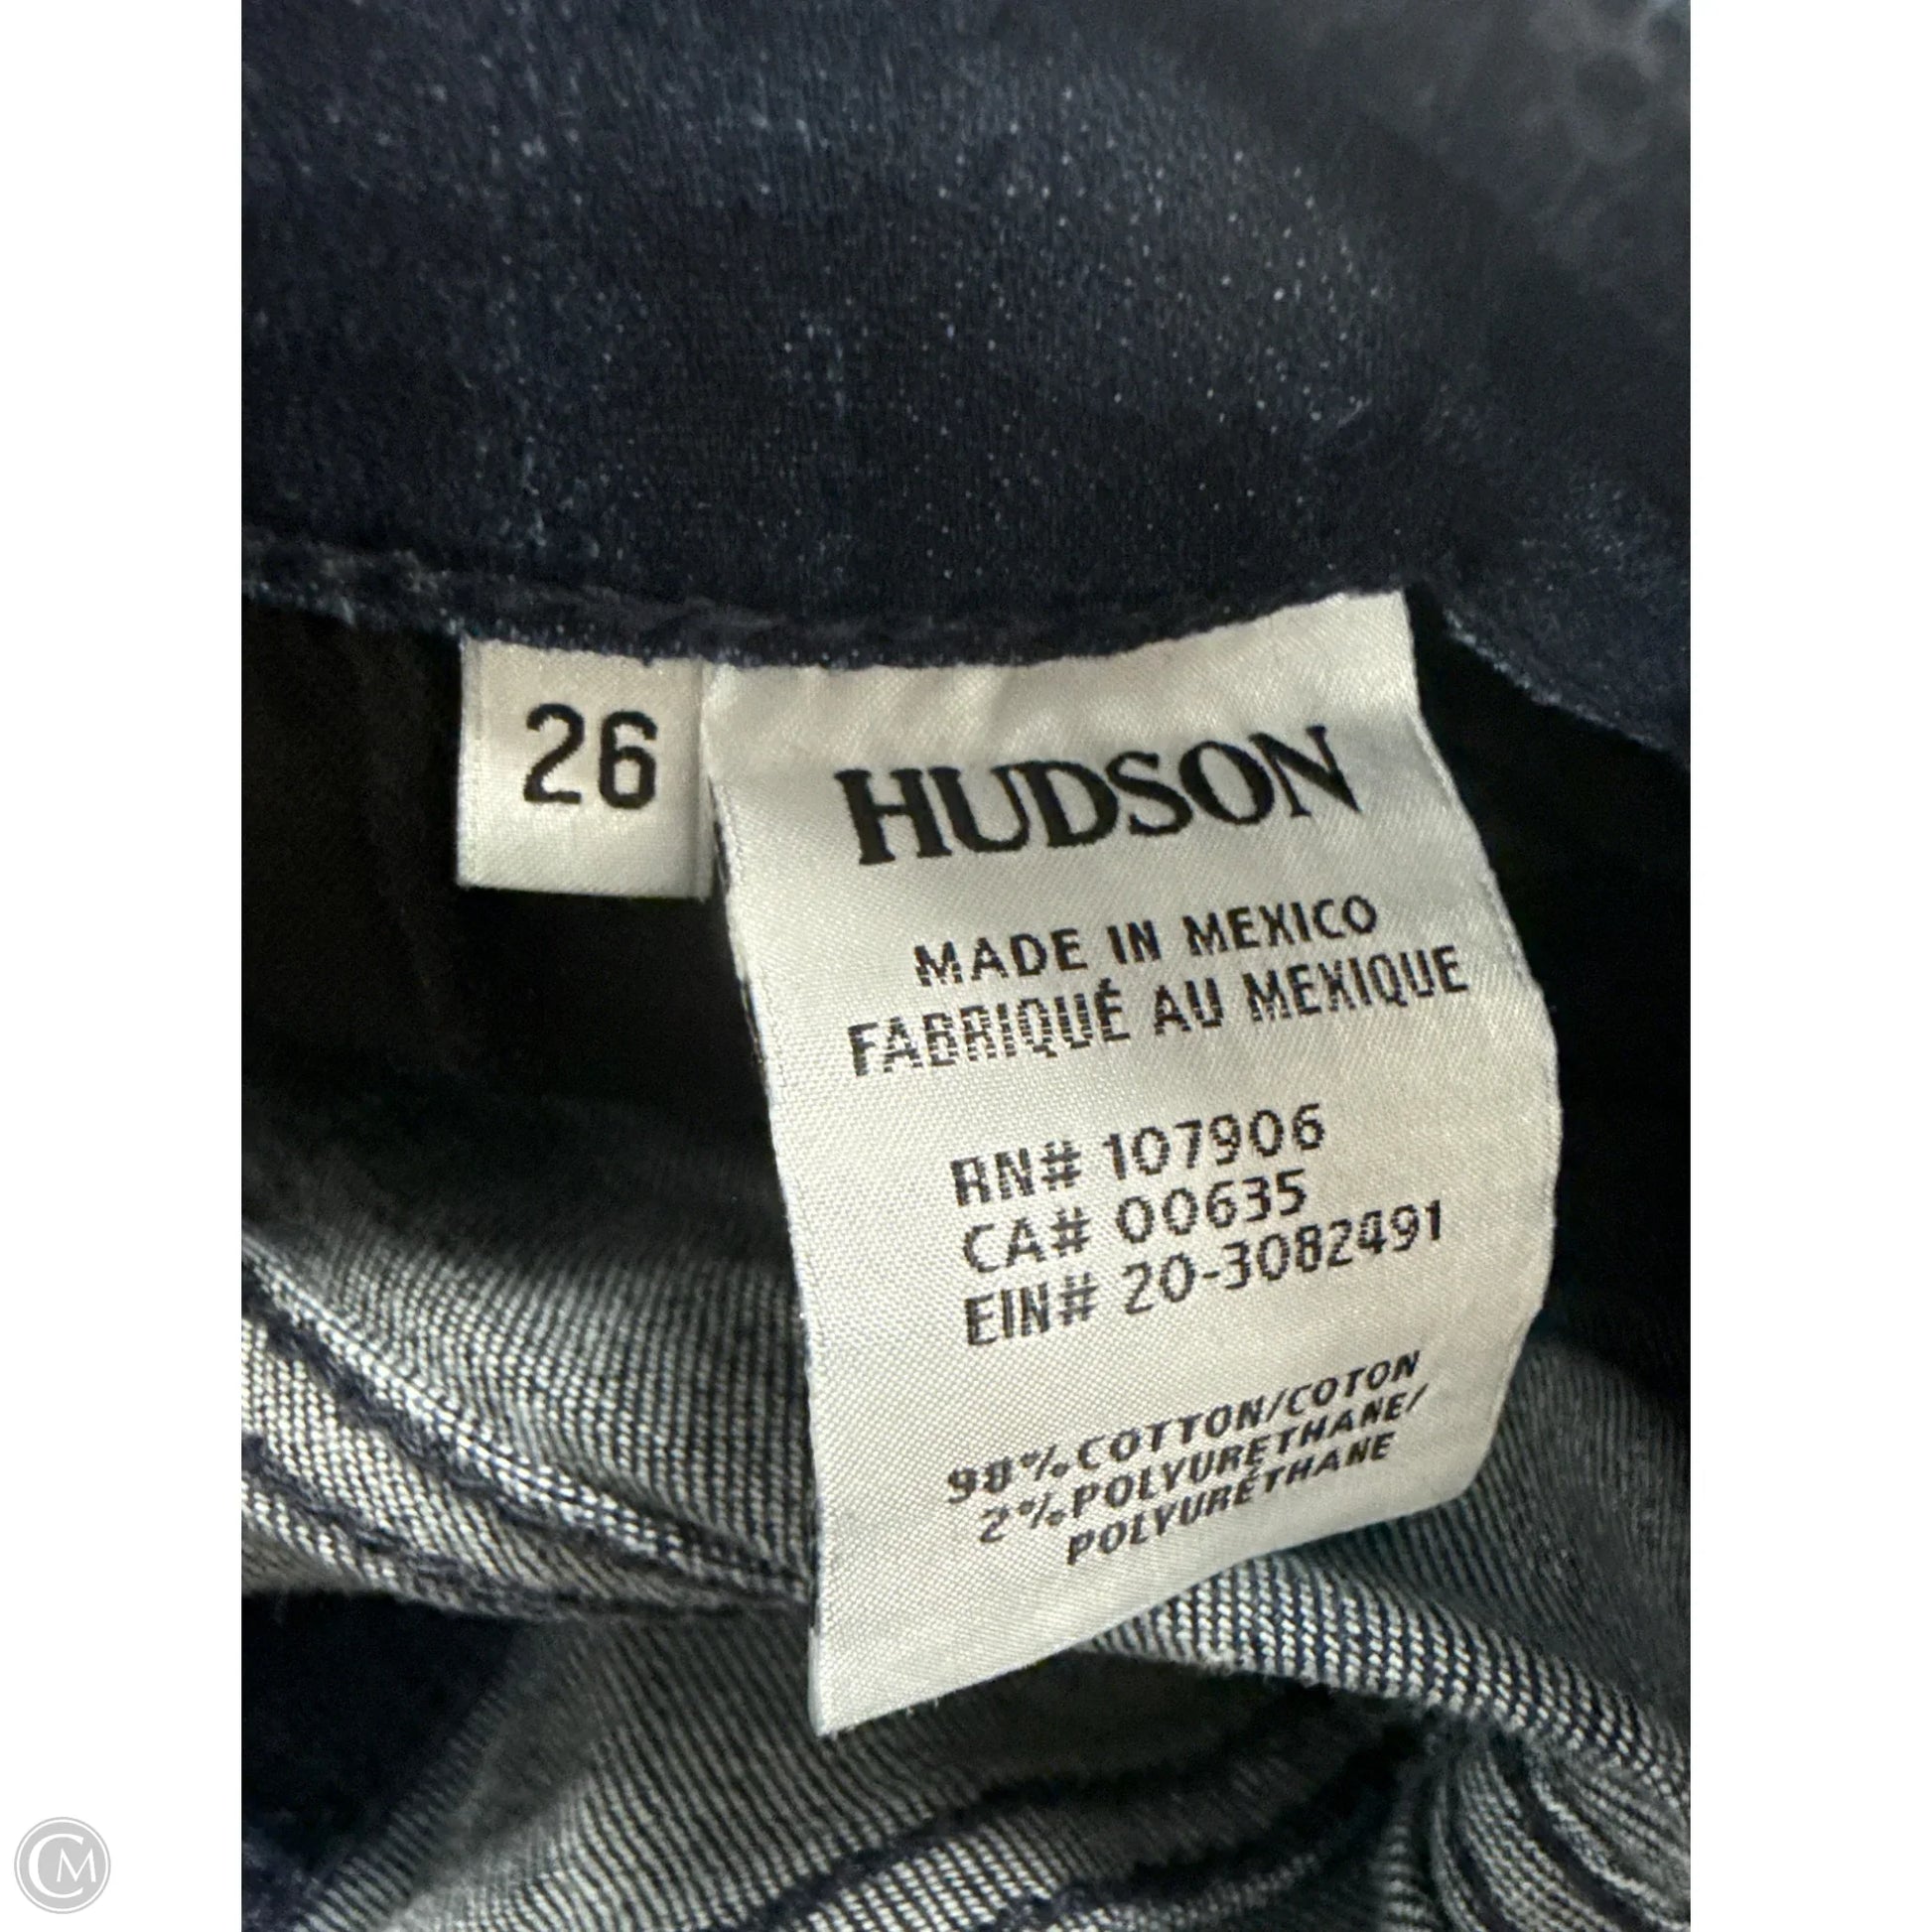 26
HUDSON
MADE IN MEXICO
FABRIQUÉ AU MEXIQUE
RN# 107906
CA# 00635
EIN# 20-3082491
98%COTTON/COTON
2%POLYURETHANE/
POLYURÉTHANE
CM